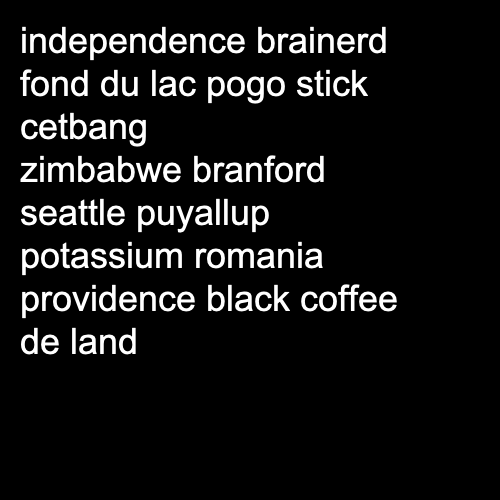 independence brainerd
fond du lac pogo stick
cetbang
zimbabwe branford
seattle puyallup
potassium romania
providence black coffee
de land